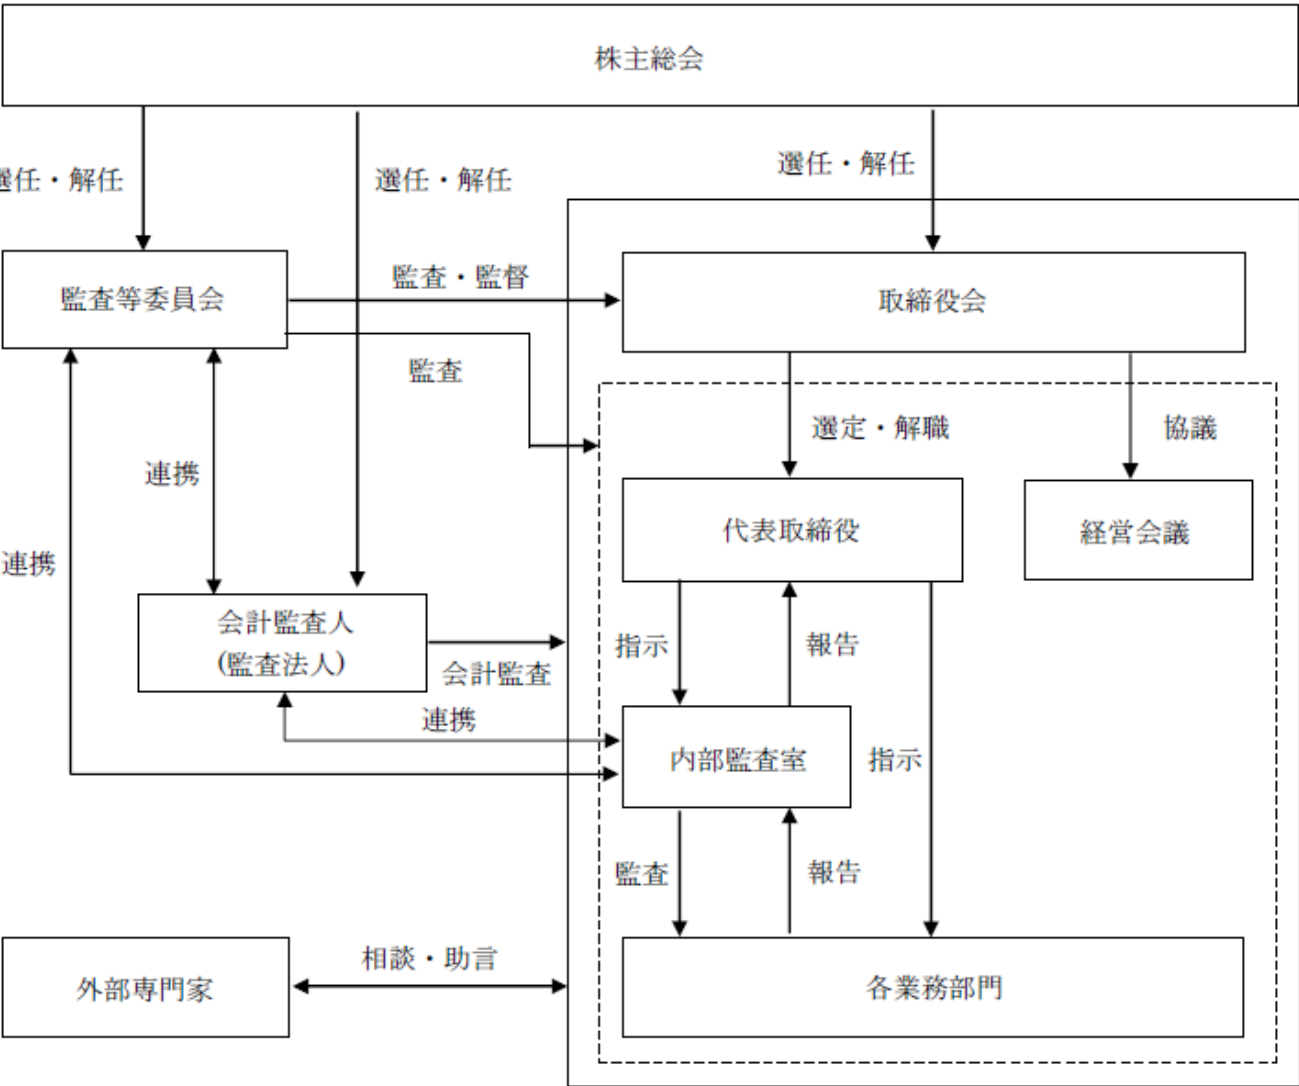 株主総会
選任・解任
選任・解任
選任・解任
監査等委員会
監査・監督
取締役会
監査
選定・解職
協議
連携
代表取締役
経営会議
連携
会計監査人
(監査法人)
会計監査
指示
報告
連携
内部監査室
指示
監査
報告
外部専門家
相談・助言
各業務部門